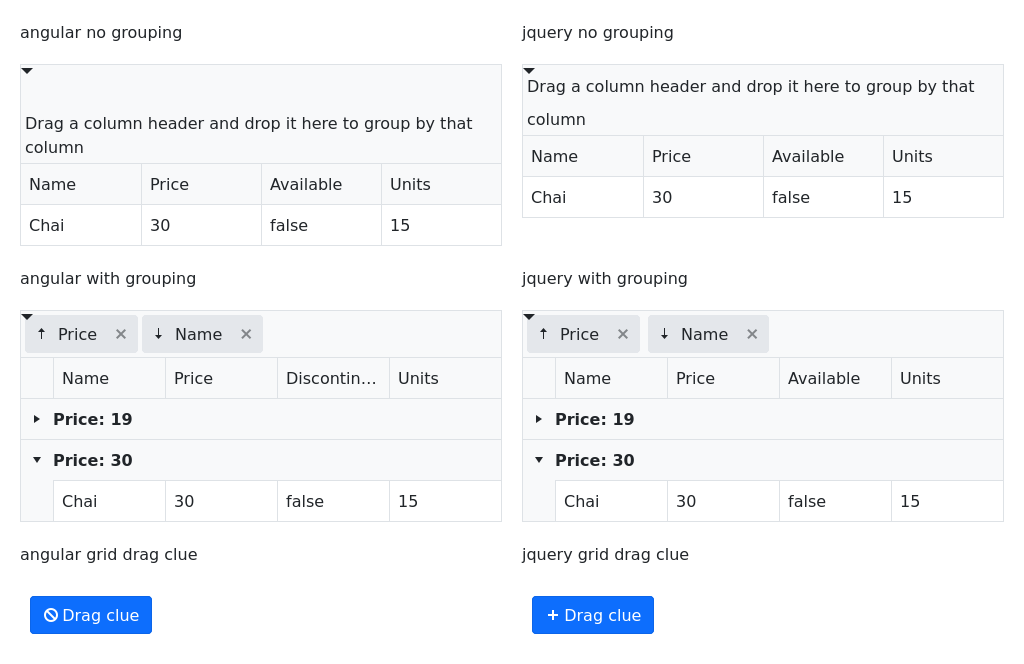 angular no grouping
jquery no grouping
Drag a column header and drop it here to group by that
column
Name Price Available Units
Chai 30 false 15
Drag a column header and drop it here to group by that
column
Name Price Available Units
Chai 30 false 15
angular with grouping
jquery with grouping
Price Name
Name Price Discontin... Units
Price: 19
Price: 30
Chai 30 false 15
Price Name
Name Price Available Units
Price: 19
Price: 30
Chai 30 false 15
angular grid drag clue
jquery grid drag clue
Drag clue
Drag clue